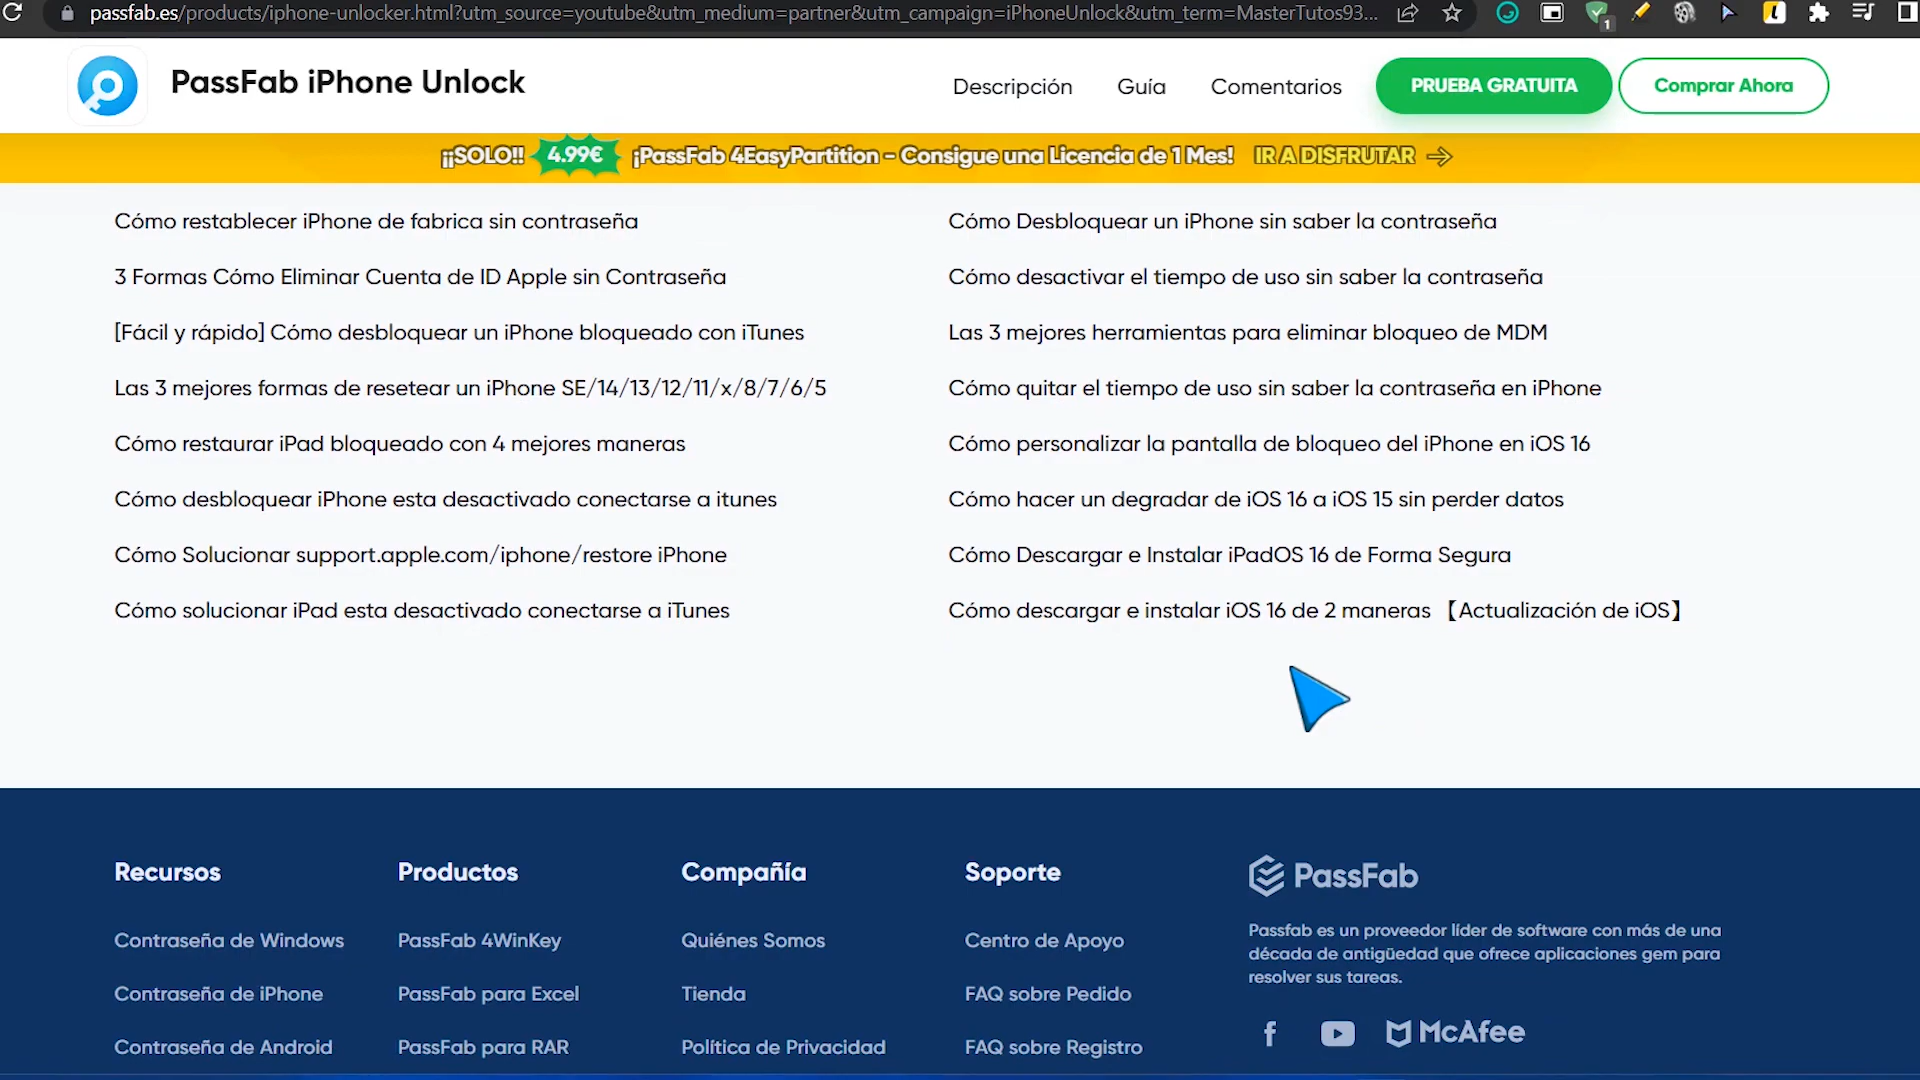 passfab.es/products/iphone-unlocker.html?utm_source=youtube&utm_medium=partner&utm_campaign=iPhoneUnlock&utm_term=MasterTutos93...
1
PassFab iPhone Unlock
Descripción
Guía
Comentarios
PRUEBA GRATUITA
Comprar Ahora
¡¡SOLO!! 4.99€ ¡PassFab 4EasyPartition - Consigue una Licencia de 1 Mes! IR A DISFRUTAR →
Cómo restablecer iPhone de fabrica sin contraseña
Cómo Desbloquear un iPhone sin saber la contraseña
3 Formas Cómo Eliminar Cuenta de ID Apple sin Contraseña
Cómo desactivar el tiempo de uso sin saber la contraseña
[Fácil y rápido] Cómo desbloquear un iPhone bloqueado con iTunes
Las 3 mejores herramientas para eliminar bloqueo de MDM
Las 3 mejores formas de resetear un iPhone SE/14/13/12/11/x/8/7/6/5
Cómo quitar el tiempo de uso sin saber la contraseña en iPhone
Cómo restaurar iPad bloqueado con 4 mejores maneras
Cómo personalizar la pantalla de bloqueo del iPhone en iOS 16
Cómo desbloquear iPhone esta desactivado conectarse a itunes
Cómo hacer un degradar de iOS 16 a iOS 15 sin perder datos
Cómo Solucionar support.apple.com/iphone/restore iPhone
Cómo Descargar e Instalar iPadOS 16 de Forma Segura
Cómo solucionar iPad esta desactivado conectarse a iTunes
Cómo descargar e instalar iOS 16 de 2 maneras 【Actualización de iOS】
Recursos
Productos
Compañía
Soporte
PassFab
Contraseña de Windows
PassFab 4WinKey
Quiénes Somos
Centro de Apoyo
Passfab es un proveedor líder de software con más de una
década de antigüedad que ofrece aplicaciones gem para
resolver sus tareas.
Contraseña de iPhone
PassFab para Excel
Tienda
FAQ sobre Pedido
Contraseña de Android
PassFab para RAR
Política de Privacidad
FAQ sobre Registro
McAfee